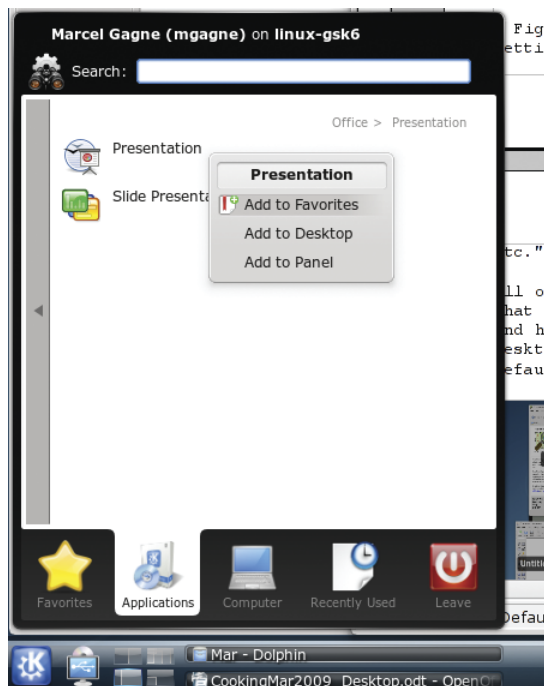 Marcel Gagne (mgagne) on linux-gsk6
Fig
etti
Search:
Office > Presentation
Presentation
Slide Presenta
Presentation
Add to Favorites
Add to Desktop
Add to Panel
tc."
ll o
hat
nd h
eskt
efau
Untitl
Favorites
Applications
Computer
Recently Used
Leave
Defau
Mar - Dolphin
CookingMar2009_Desktop.odt - OpenO